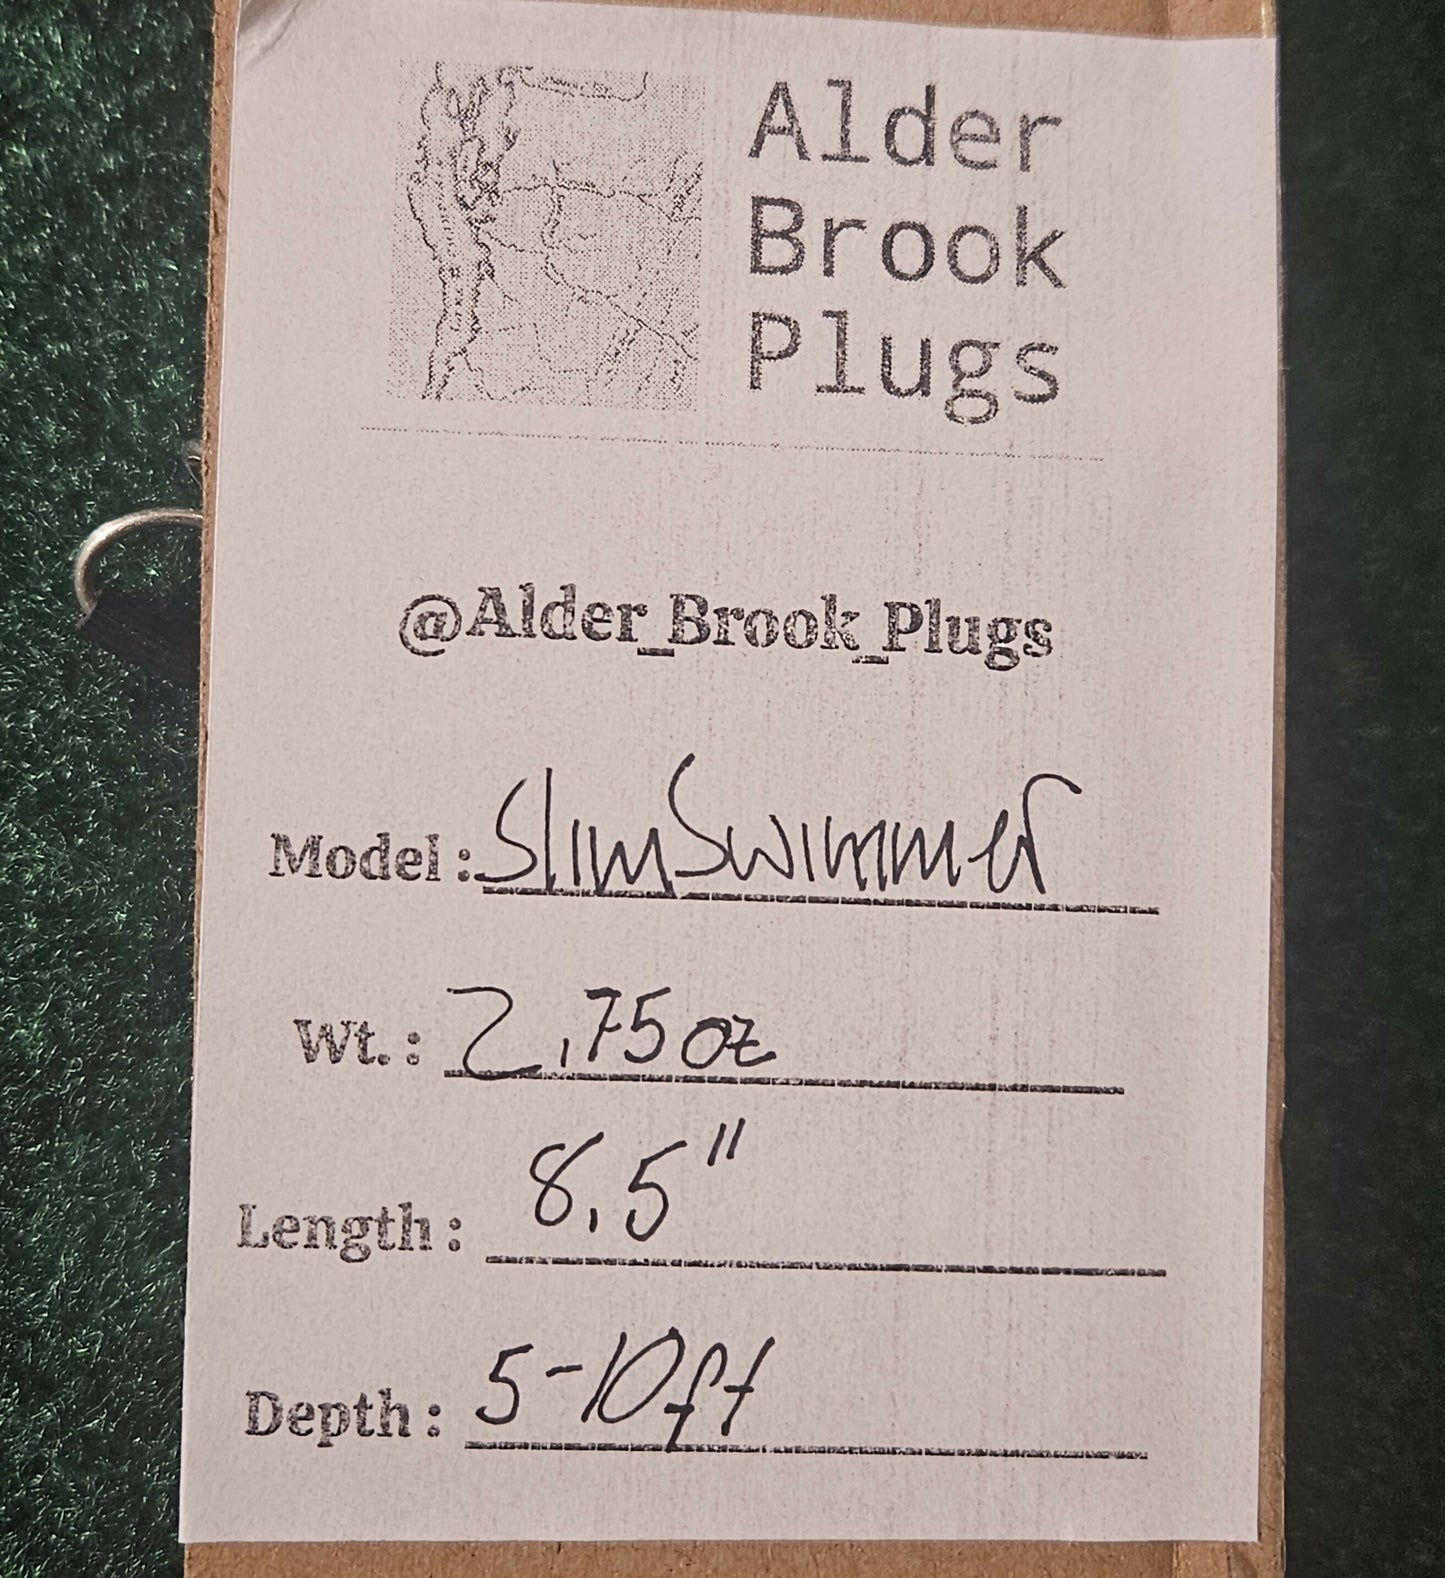 Alder
Brook
Plugs
@Alder_Brook_Plugs
Model: SlimSwimmer
Wt.: 2.75oz
Length: 8.5"
Depth: 5-10ft